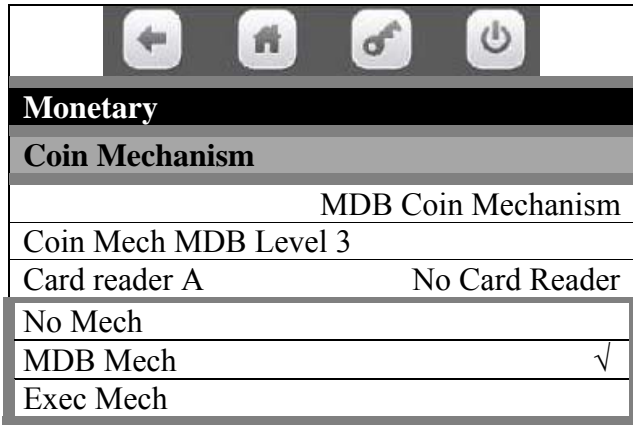 Monetary
Coin Mechanism
MDB Coin Mechanism
Coin Mech MDB Level 3
Card reader A No Card Reader
No Mech
MDB Mech √
Exec Mech